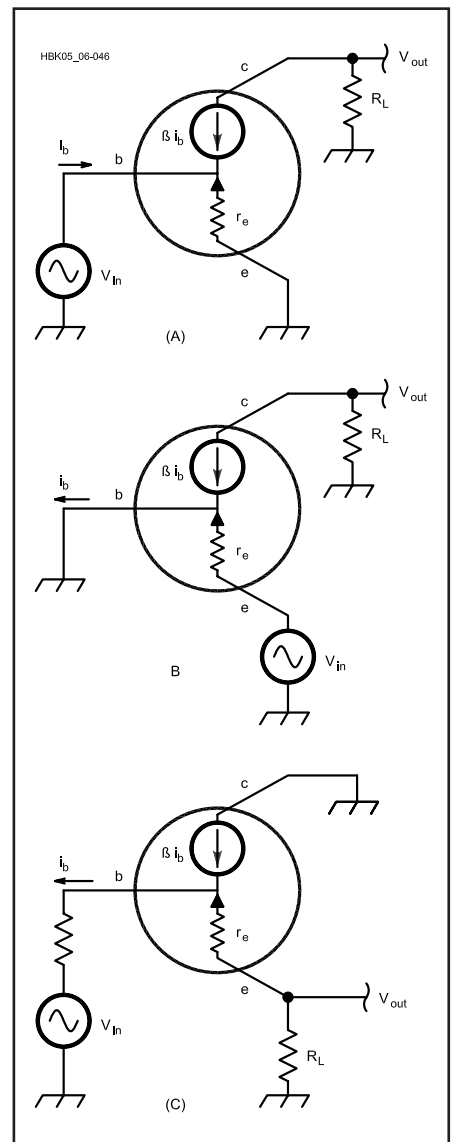 HBK05_06-046
c
V out
R L
ß i b
I b
b
r e
V in
e
(A)
c
V out
R L
ß i b
i b
b
r e
e
V in
B
c
ß i b
i b
b
r e
e
V out
V in
R L
(C)